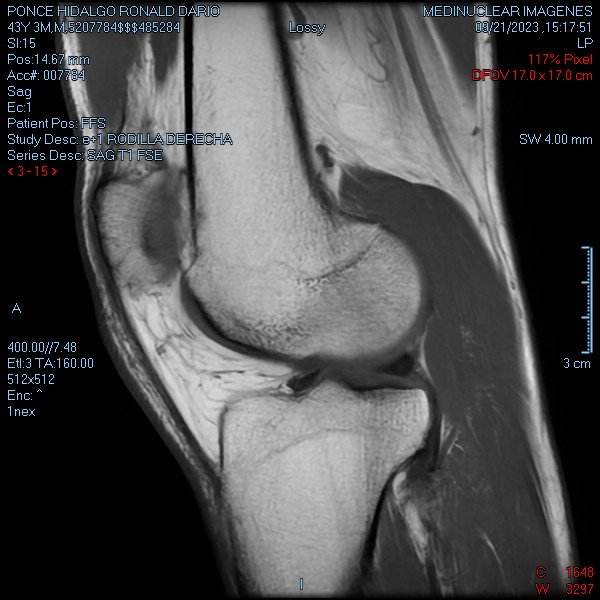 PONCE HIDALGO RONALD DARIO
43Y 3M,M,5207784$$$485284
Sl:15
Pos:14.67 mm
Acc#: 007784
Sag
Ec:1
Patient Pos: FFS
Study Desc: e+1 RODILLA DERECHA
Series Desc: SAG T1 FSE
< 3 - 15 >
Lossy
MEDINUCLEAR IMAGENES
09/21/2023 ,15:17:51
LP
117% Pixel
DFOV 17.0 x 17.0 cm
SW 4.00 mm
A
400.00//7.48
Etl:3 TA:160.00
512x512
Enc: ^
1nex
3 cm
I
C 1648
W 3297